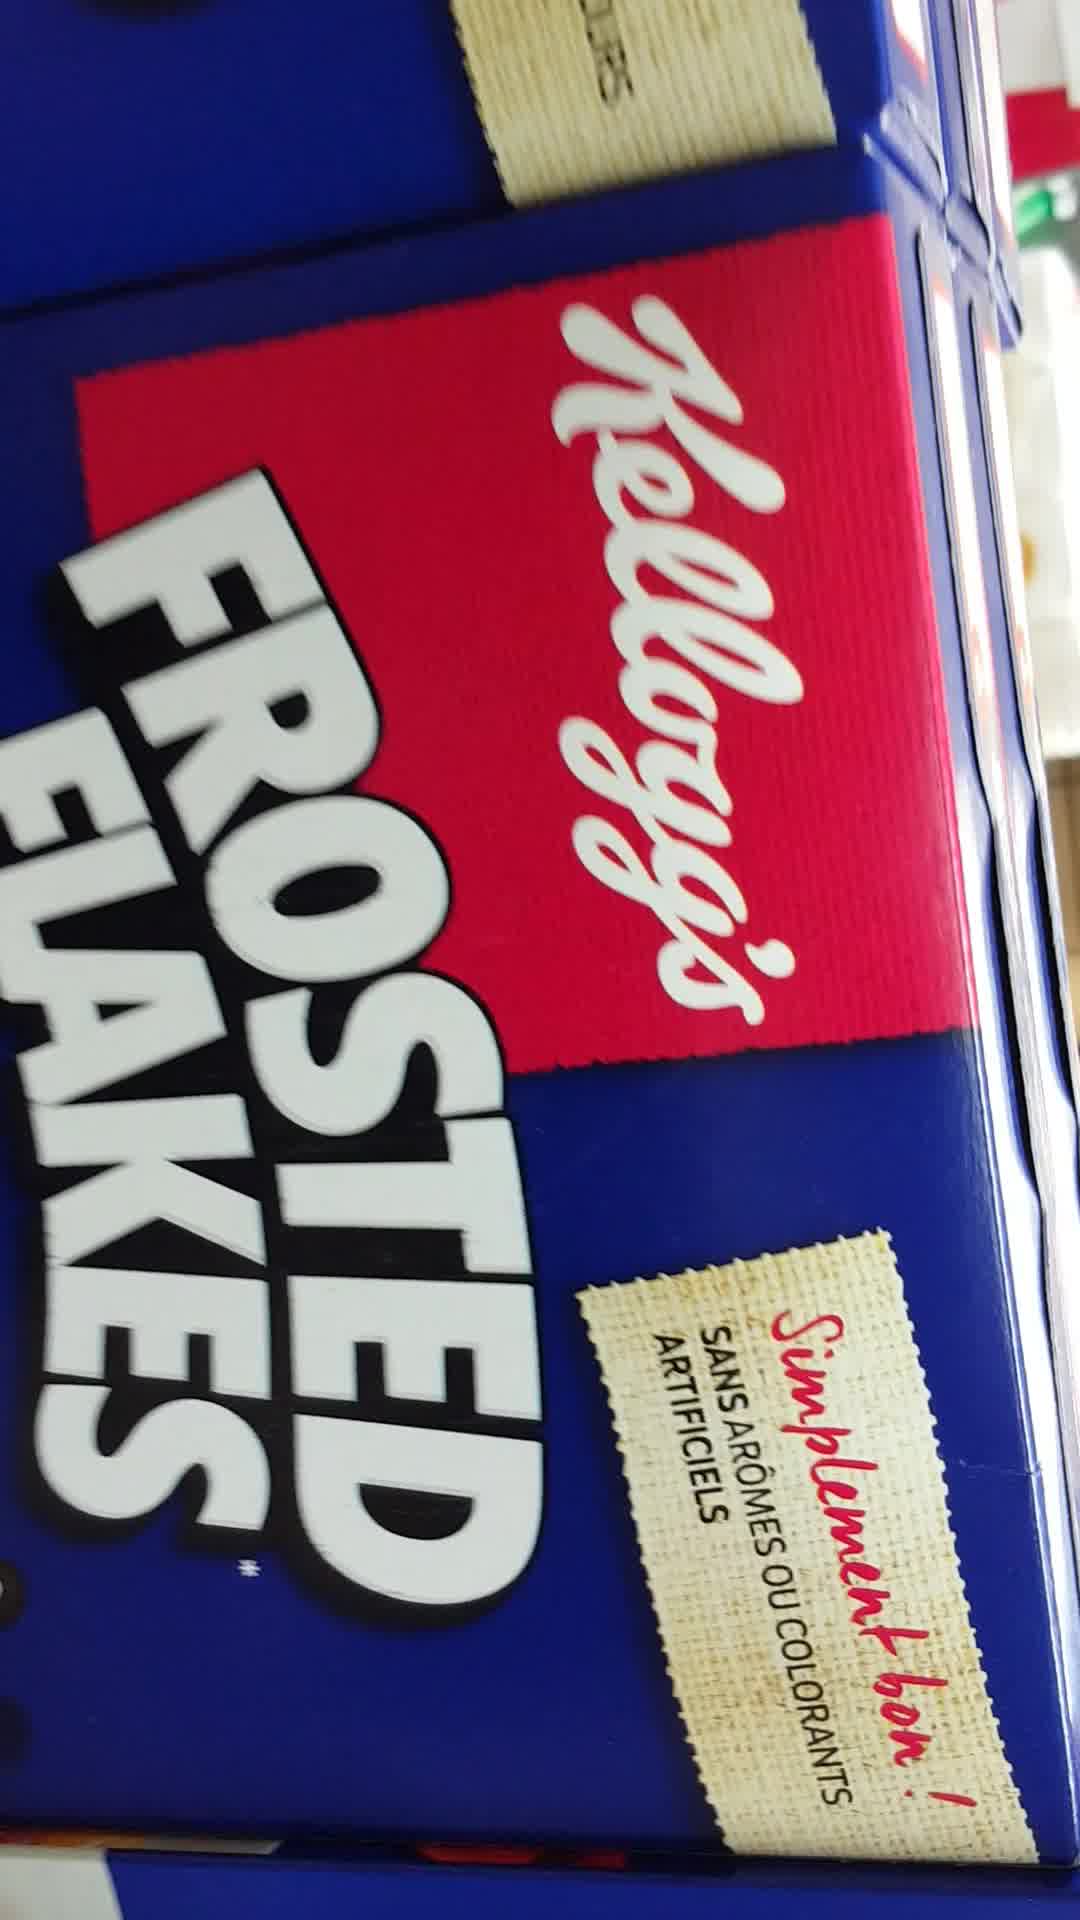 Kellogg's
FROSTED
FLAKES*
Simplement bon!
SANS ARÔMES OU COLORANTS
ARTIFICIELS